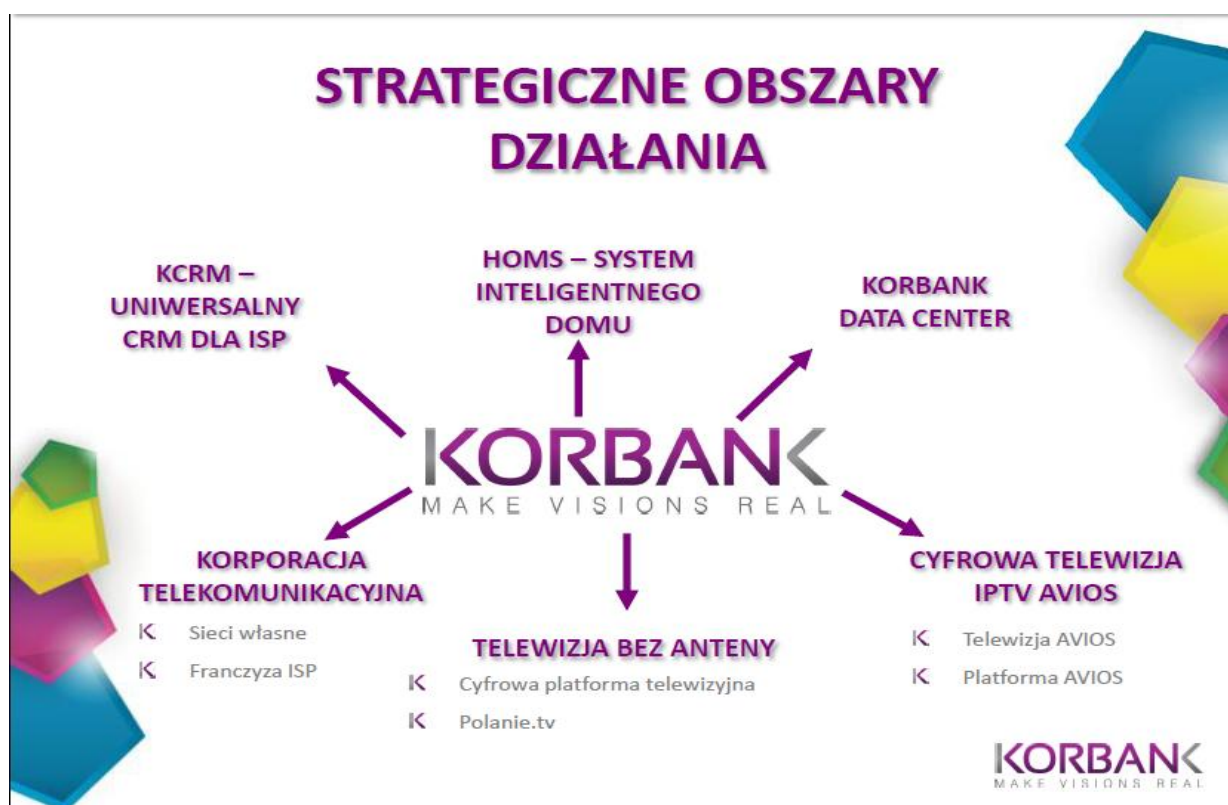 STRATEGICZNE OBSZARY
DZIAŁANIA
KCRM –
UNIWERSALNY
CRM DLA ISP
HOMS – SYSTEM
INTELIGENTNEGO
DOMU
KORBANK
DATA CENTER
KORBANK
MAKE VISIONS REAL
KORPORACJA
TELEKOMUNIKACYJNA
K Sieci własne
K Franczyza ISP
TELEWIZJA BEZ ANTENY
K Cyfrowa platforma telewizyjna
K Polanie.tv
CYFROWA TELEWIZJA
IPTV AVIOS
K Telewizja AVIOS
K Platforma AVIOS
KORBANK
MAKE VISIONS REAL